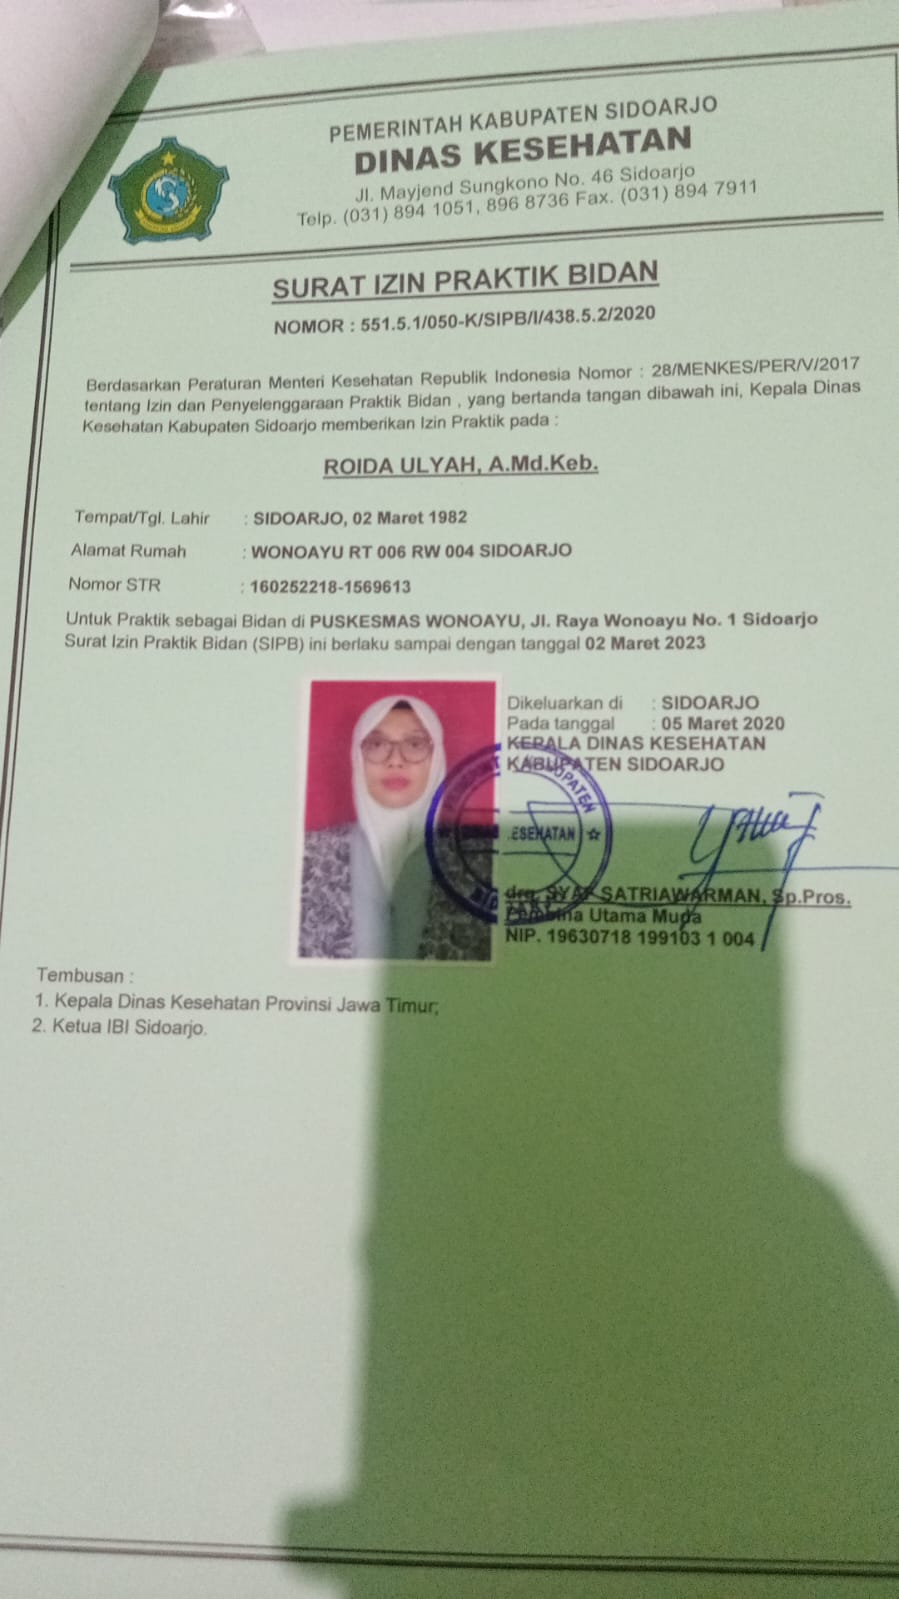 PEMERINTAH KABUPATEN SIDOARJO
DINAS KESEHATAN
Jl. Mayjend Sungkono No. 46 Sidoarjo
Telp. (031) 894 1051, 896 8736 Fax. (031) 894 7911
SURAT IZIN PRAKTIK BIDAN
NOMOR : 551.5.1/050-K/SIPB/I/438.5.2/2020
Berdasarkan Peraturan Menteri Kesehatan Republik Indonesia Nomor : 28/MENKES/PER/V/2017
tentang Izin dan Penyelenggaraan Praktik Bidan , yang bertanda tangan dibawah ini, Kepala Dinas
Kesehatan Kabupaten Sidoarjo memberikan Izin Praktik pada :
ROIDA ULYAH, A.Md.Keb.
Tempat/Tgl. Lahir : SIDOARJO, 02 Maret 1982
Alamat Rumah : WONOAYU RT 006 RW 004 SIDOARJO
Nomor STR : 160252218-1569613
Untuk Praktik sebagai Bidan di PUSKESMAS WONOAYU, Jl. Raya Wonoayu No. 1 Sidoarjo
Surat Izin Praktik Bidan (SIPB) ini berlaku sampai dengan tanggal 02 Maret 2023
Dikeluarkan di : SIDOARJO
Pada tanggal : 05 Maret 2020
KEPALA DINAS KESEHATAN
KABUPATEN SIDOARJO
drg. SYAF SATRIAWARMAN, Sp.Pros.
Pembina Utama Muda
NIP. 19630718 199103 1 004
Tembusan :
1. Kepala Dinas Kesehatan Provinsi Jawa Timur;
2. Ketua IBI Sidoarjo.